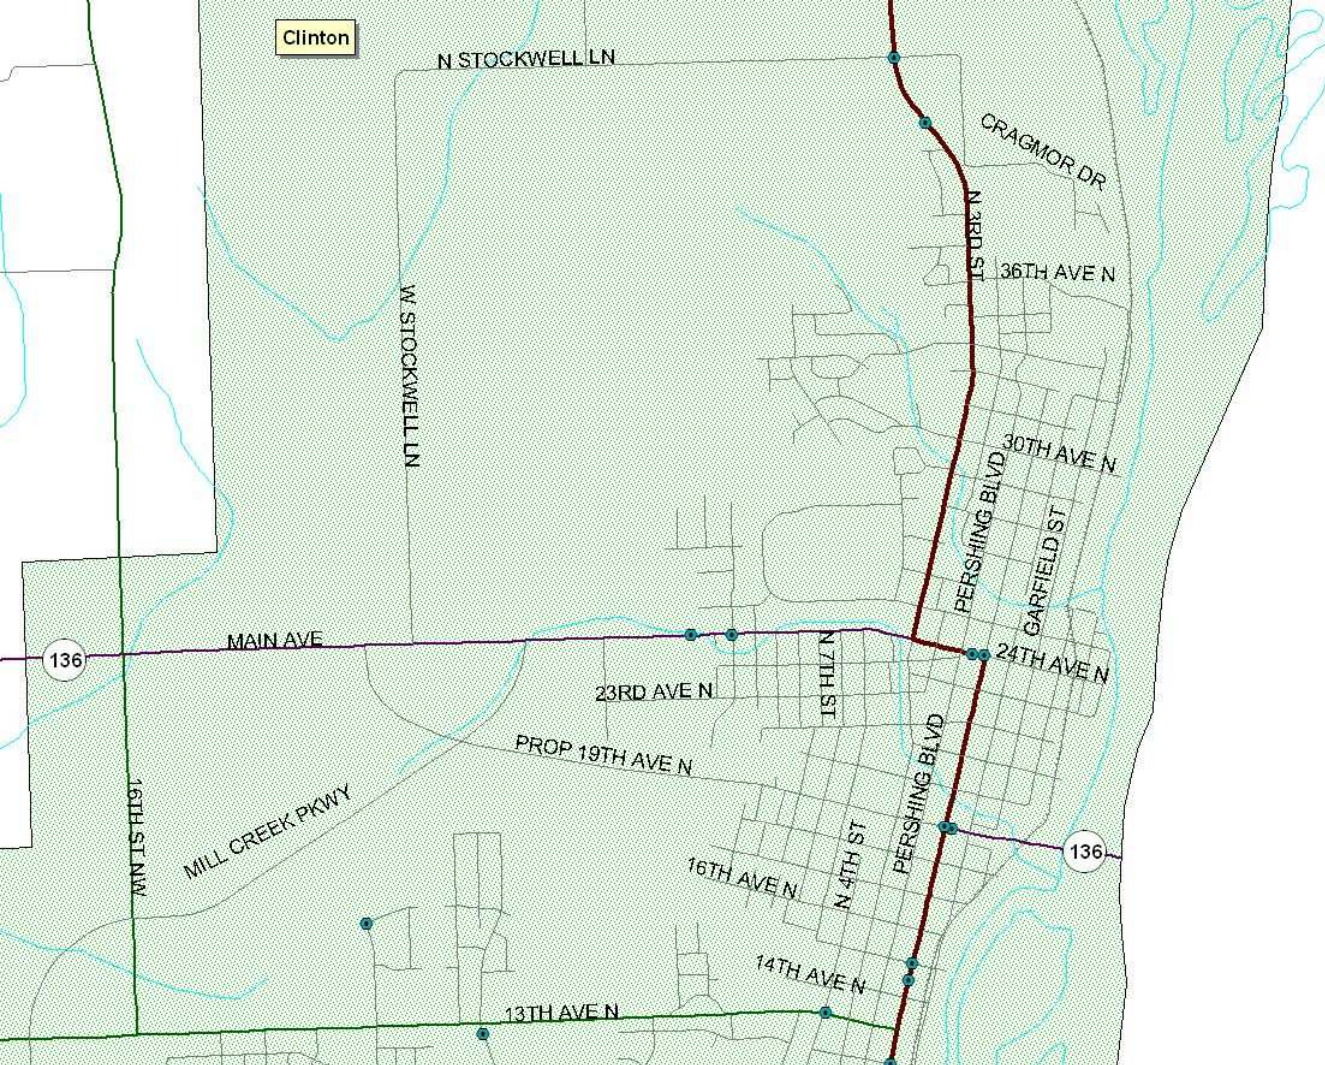 Clinton
N STOCKWELL LN
CRAGMOR DR
N 3RD ST
36TH AVE N
W STOCKWELL LN
30TH AVE N
PERSHING BLVD
GARFIELD ST
MAIN AVE
136
N 7TH ST
24TH AVE N
23RD AVE N
PROP 19TH AVE N
PERSHING BLVD
16TH ST NW
MILL CREEK PKWY
N 4TH ST
136
16TH AVE N
14TH AVE N
13TH AVE N